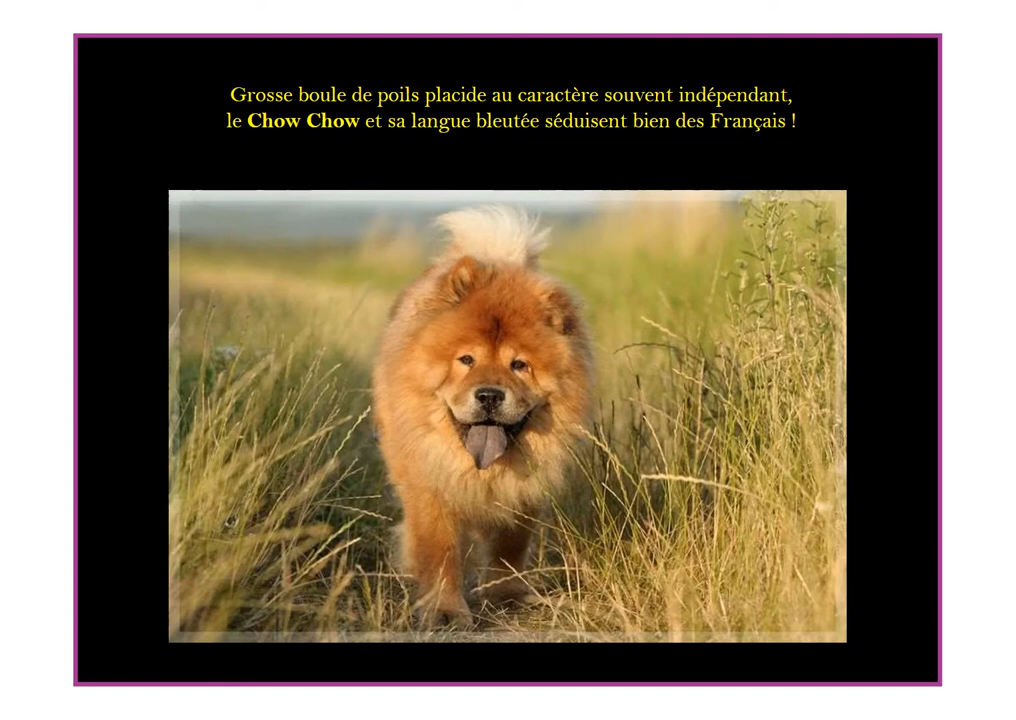 Grosse boule de poils placide au caractère souvent indépendant,
le Chow Chow et sa langue bleutée séduisent bien des Français !